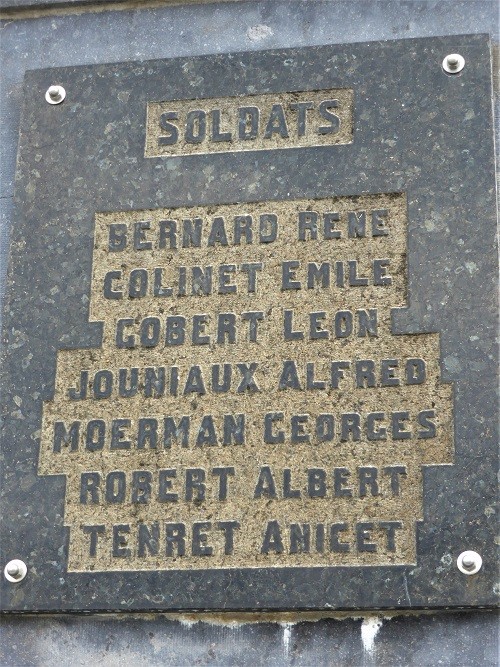 SOLDATS
BERNARD RENE
COLINET EMILE
GOBERT LEON
JOUNIAUX ALFRED
MOERMAN GEORGES
ROBERT ALBERT
TENRET ANICET